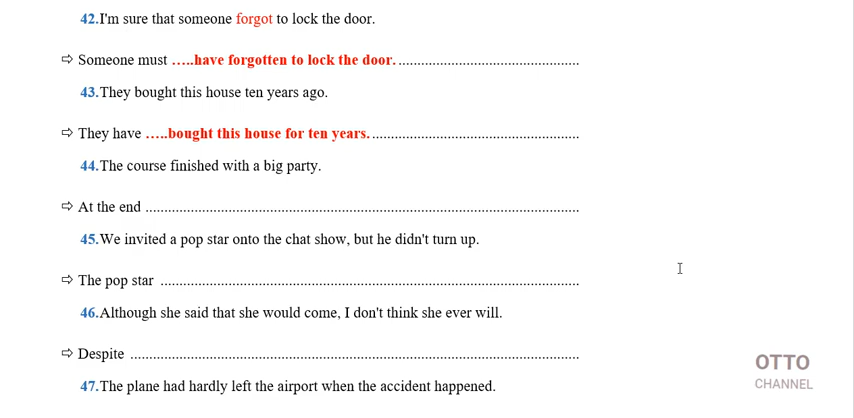 42.I'm sure that someone forgot to lock the door.
⇨ Someone must …..have forgotten to lock the door................................................
43.They bought this house ten years ago.
⇨ They have …..bought this house for ten years.......................................................
44.The course finished with a big party.
⇨ At the end ..................................................................................................................
45.We invited a pop star onto the chat show, but he didn't turn up.
⇨ The pop star ..............................................................................................................
46.Although she said that she would come, I don't think she ever will.
⇨ Despite ......................................................................................................................
47.The plane had hardly left the airport when the accident happened.
OTTO
CHANNEL